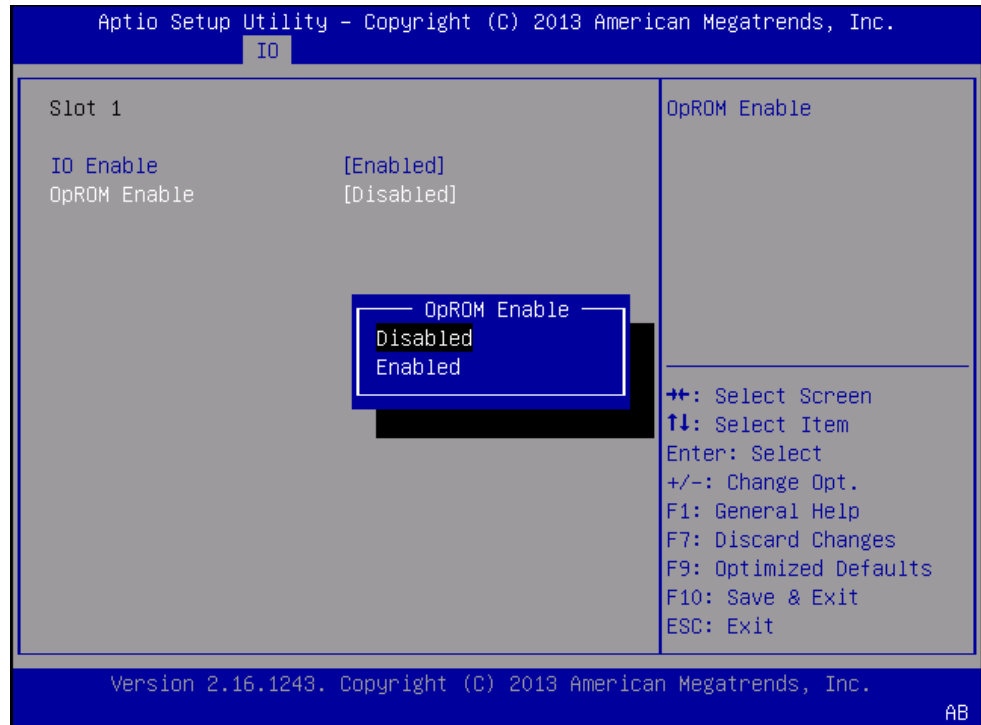 Aptio Setup Utility – Copyright (C) 2013 American Megatrends, Inc.
IO
Slot 1
IO Enable [Enabled]
OpROM Enable [Disabled]
OpROM Enable
Disabled
Enabled
OpROM Enable
→←: Select Screen
↑↓: Select Item
Enter: Select
+/-: Change Opt.
F1: General Help
F7: Discard Changes
F9: Optimized Defaults
F10: Save & Exit
ESC: Exit
Version 2.16.1243. Copyright (C) 2013 American Megatrends, Inc.
AB